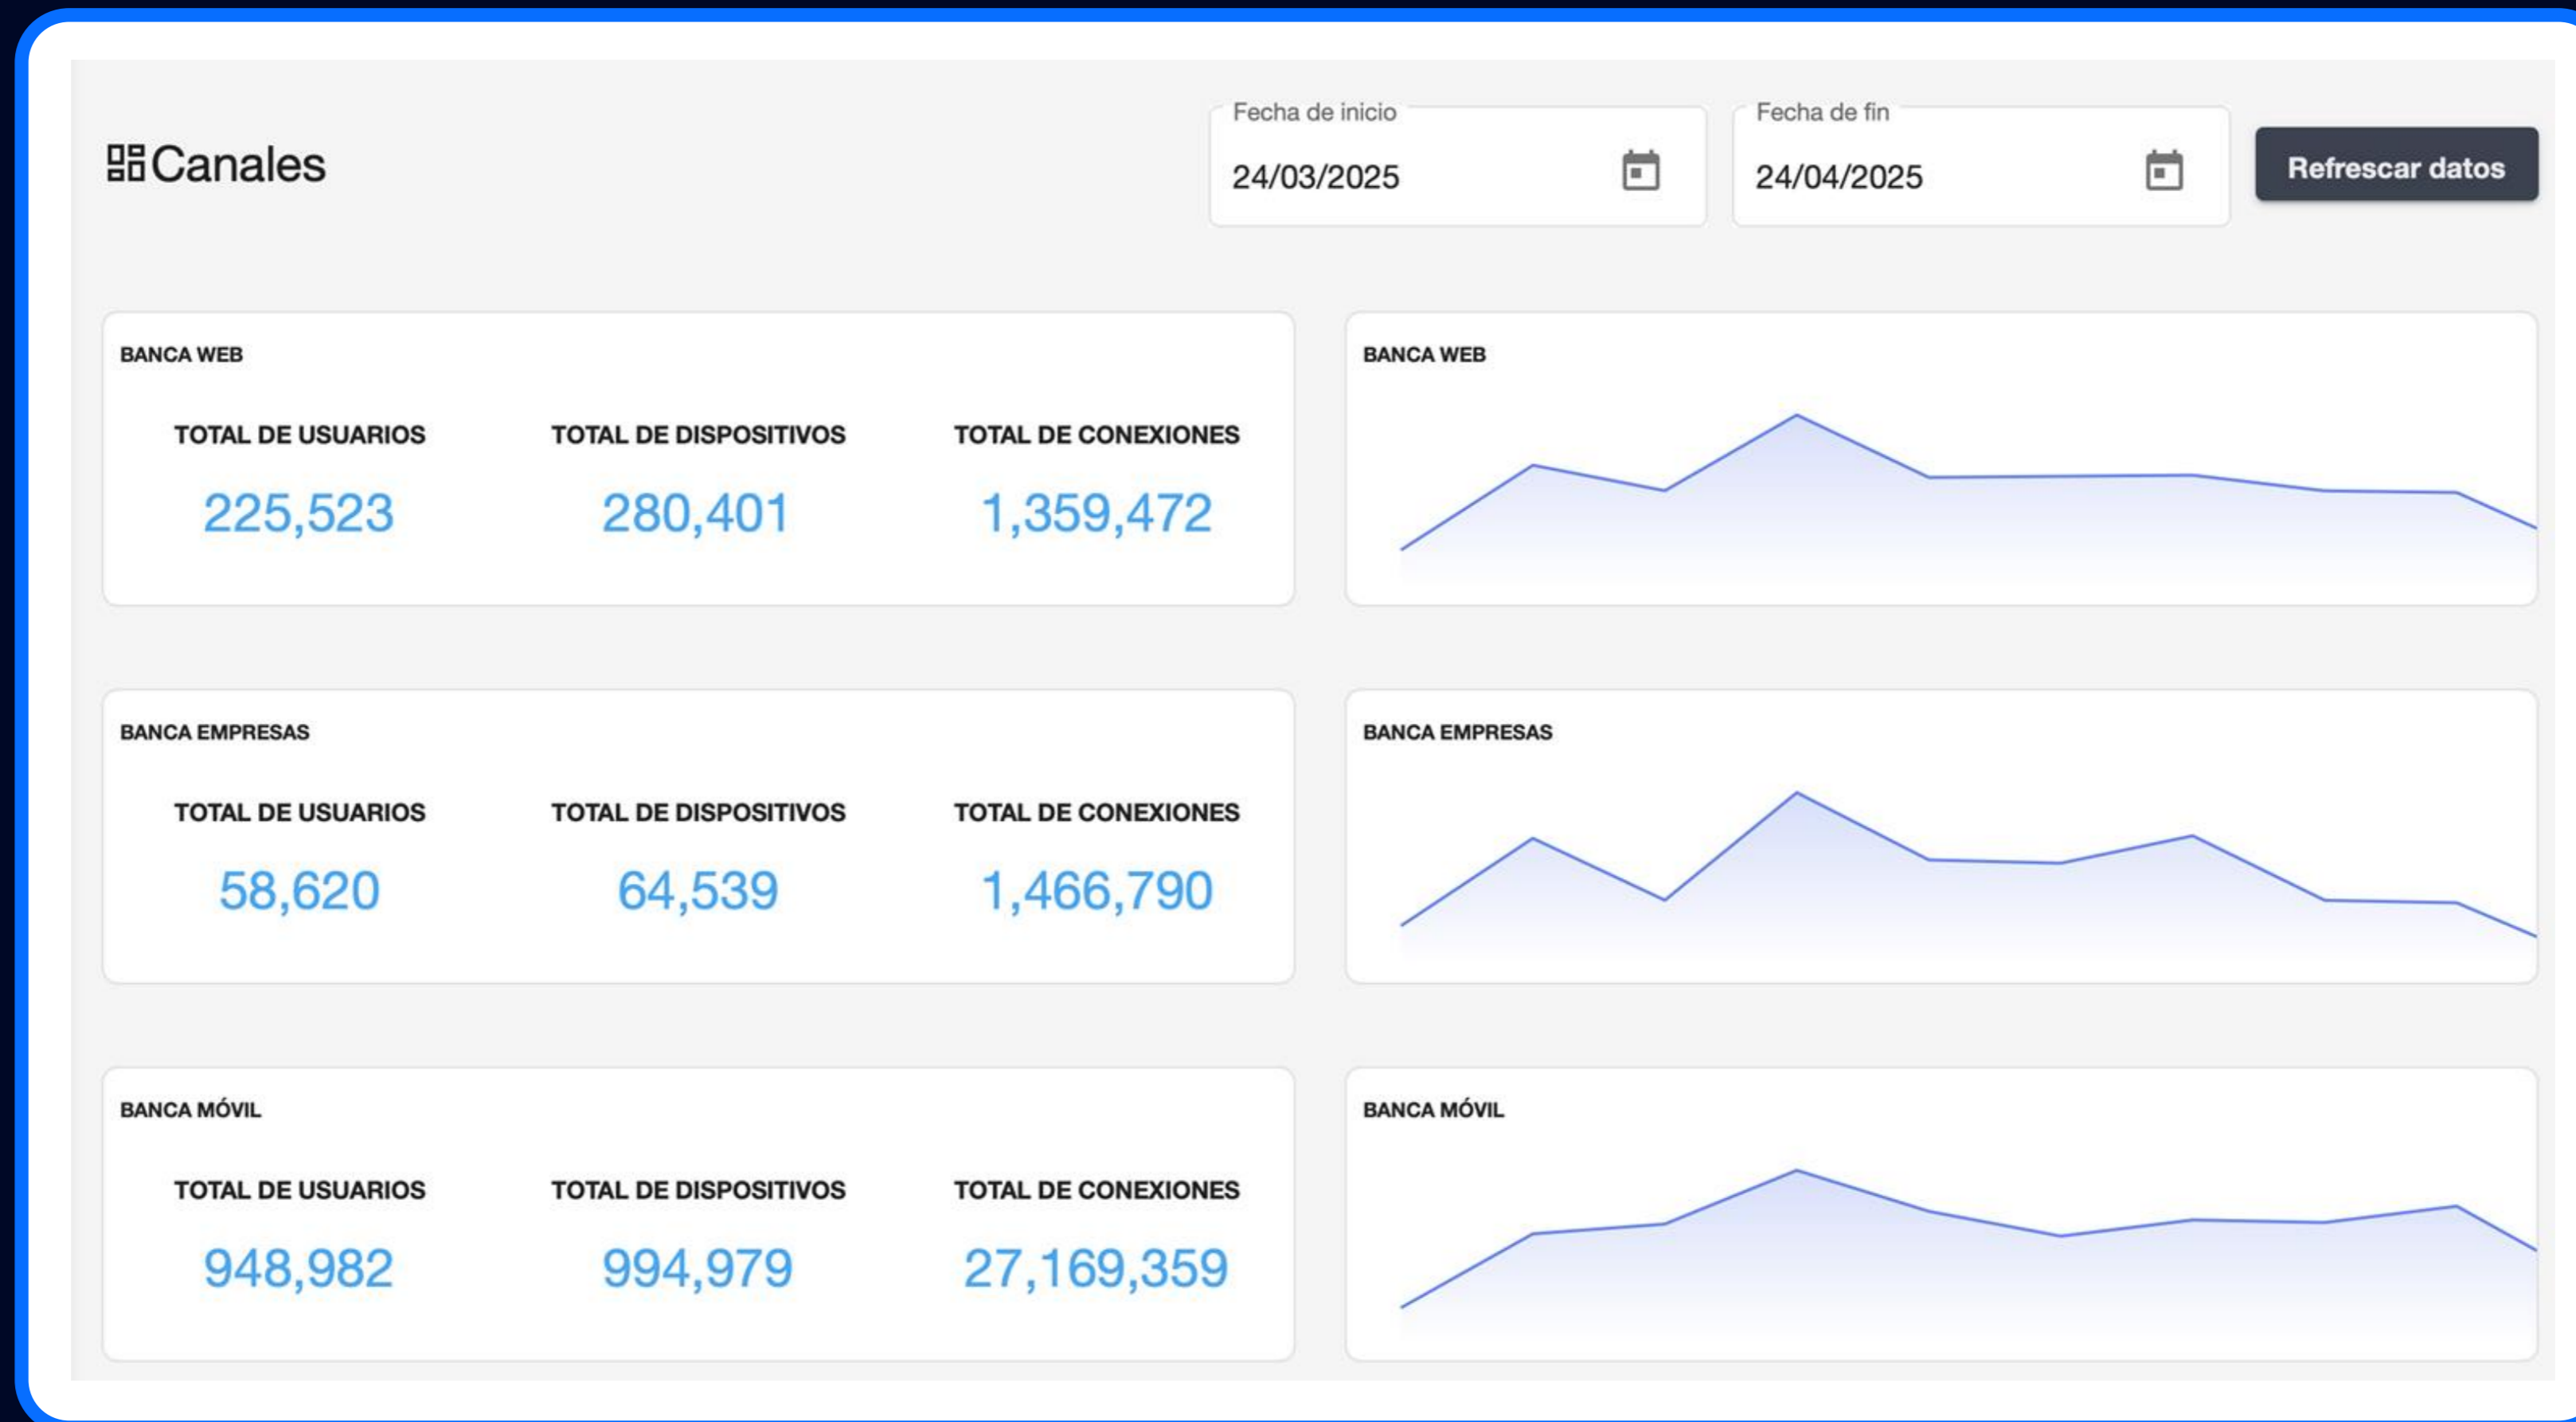 Canales
Fecha de inicio
24/03/2025
Fecha de fin
24/04/2025
Refrescar datos
BANCA WEB
TOTAL DE USUARIOS
225,523
TOTAL DE DISPOSITIVOS
280,401
TOTAL DE CONEXIONES
1,359,472
BANCA WEB
BANCA EMPRESAS
TOTAL DE USUARIOS
58,620
TOTAL DE DISPOSITIVOS
64,539
TOTAL DE CONEXIONES
1,466,790
BANCA EMPRESAS
BANCA MÓVIL
TOTAL DE USUARIOS
948,982
TOTAL DE DISPOSITIVOS
994,979
TOTAL DE CONEXIONES
27,169,359
BANCA MÓVIL